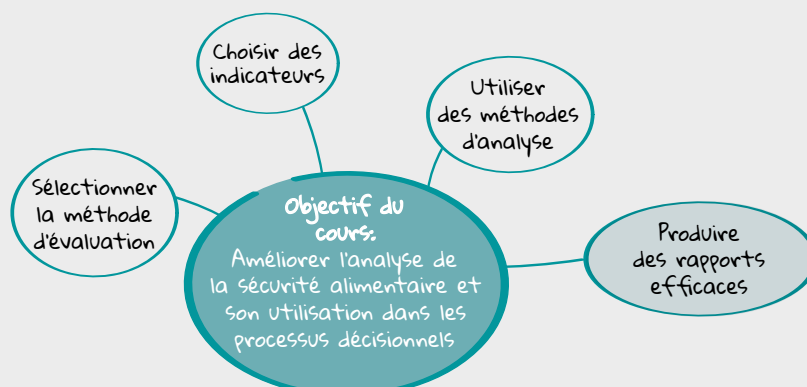 Choisir des
indicateurs
Utiliser
des méthodes
d'analyse
Sélectionner
la méthode
d'évaluation
Objectif du
cours:
Améliorer l'analyse de
la sécurité alimentaire et
son utilisation dans les
processus décisionnels
Produire
des rapports
efficaces